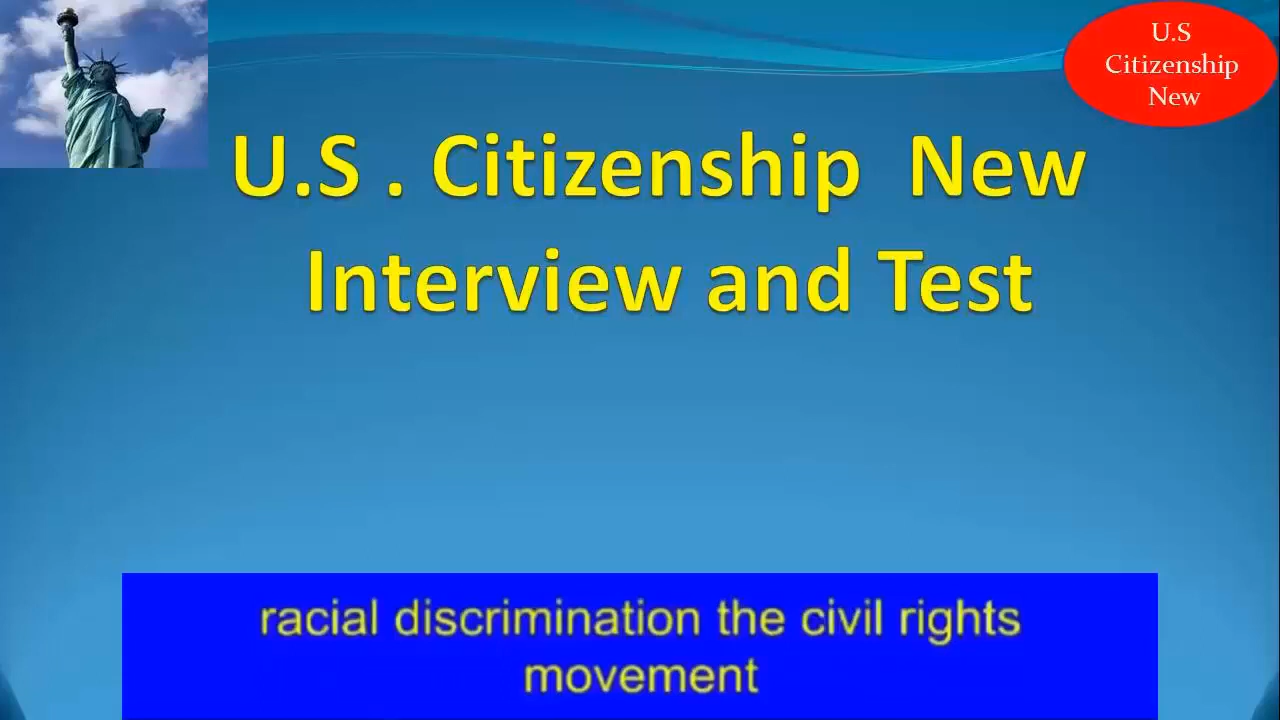 U.S
Citizenship
New
U.S . Citizenship New
Interview and Test
racial discrimination the civil rights
movement